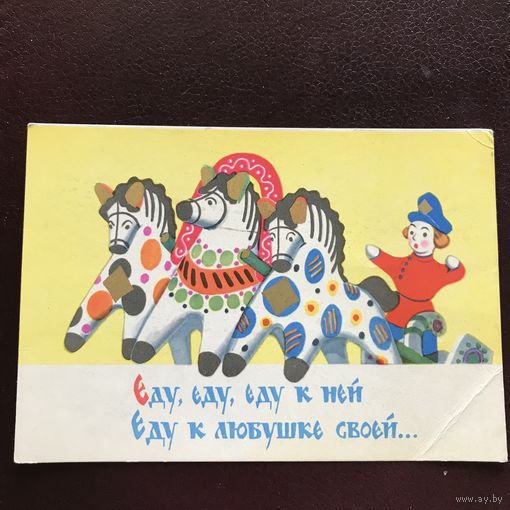 Еду, еду, еду к ней
Еду к любушке своей...
www.ay.by